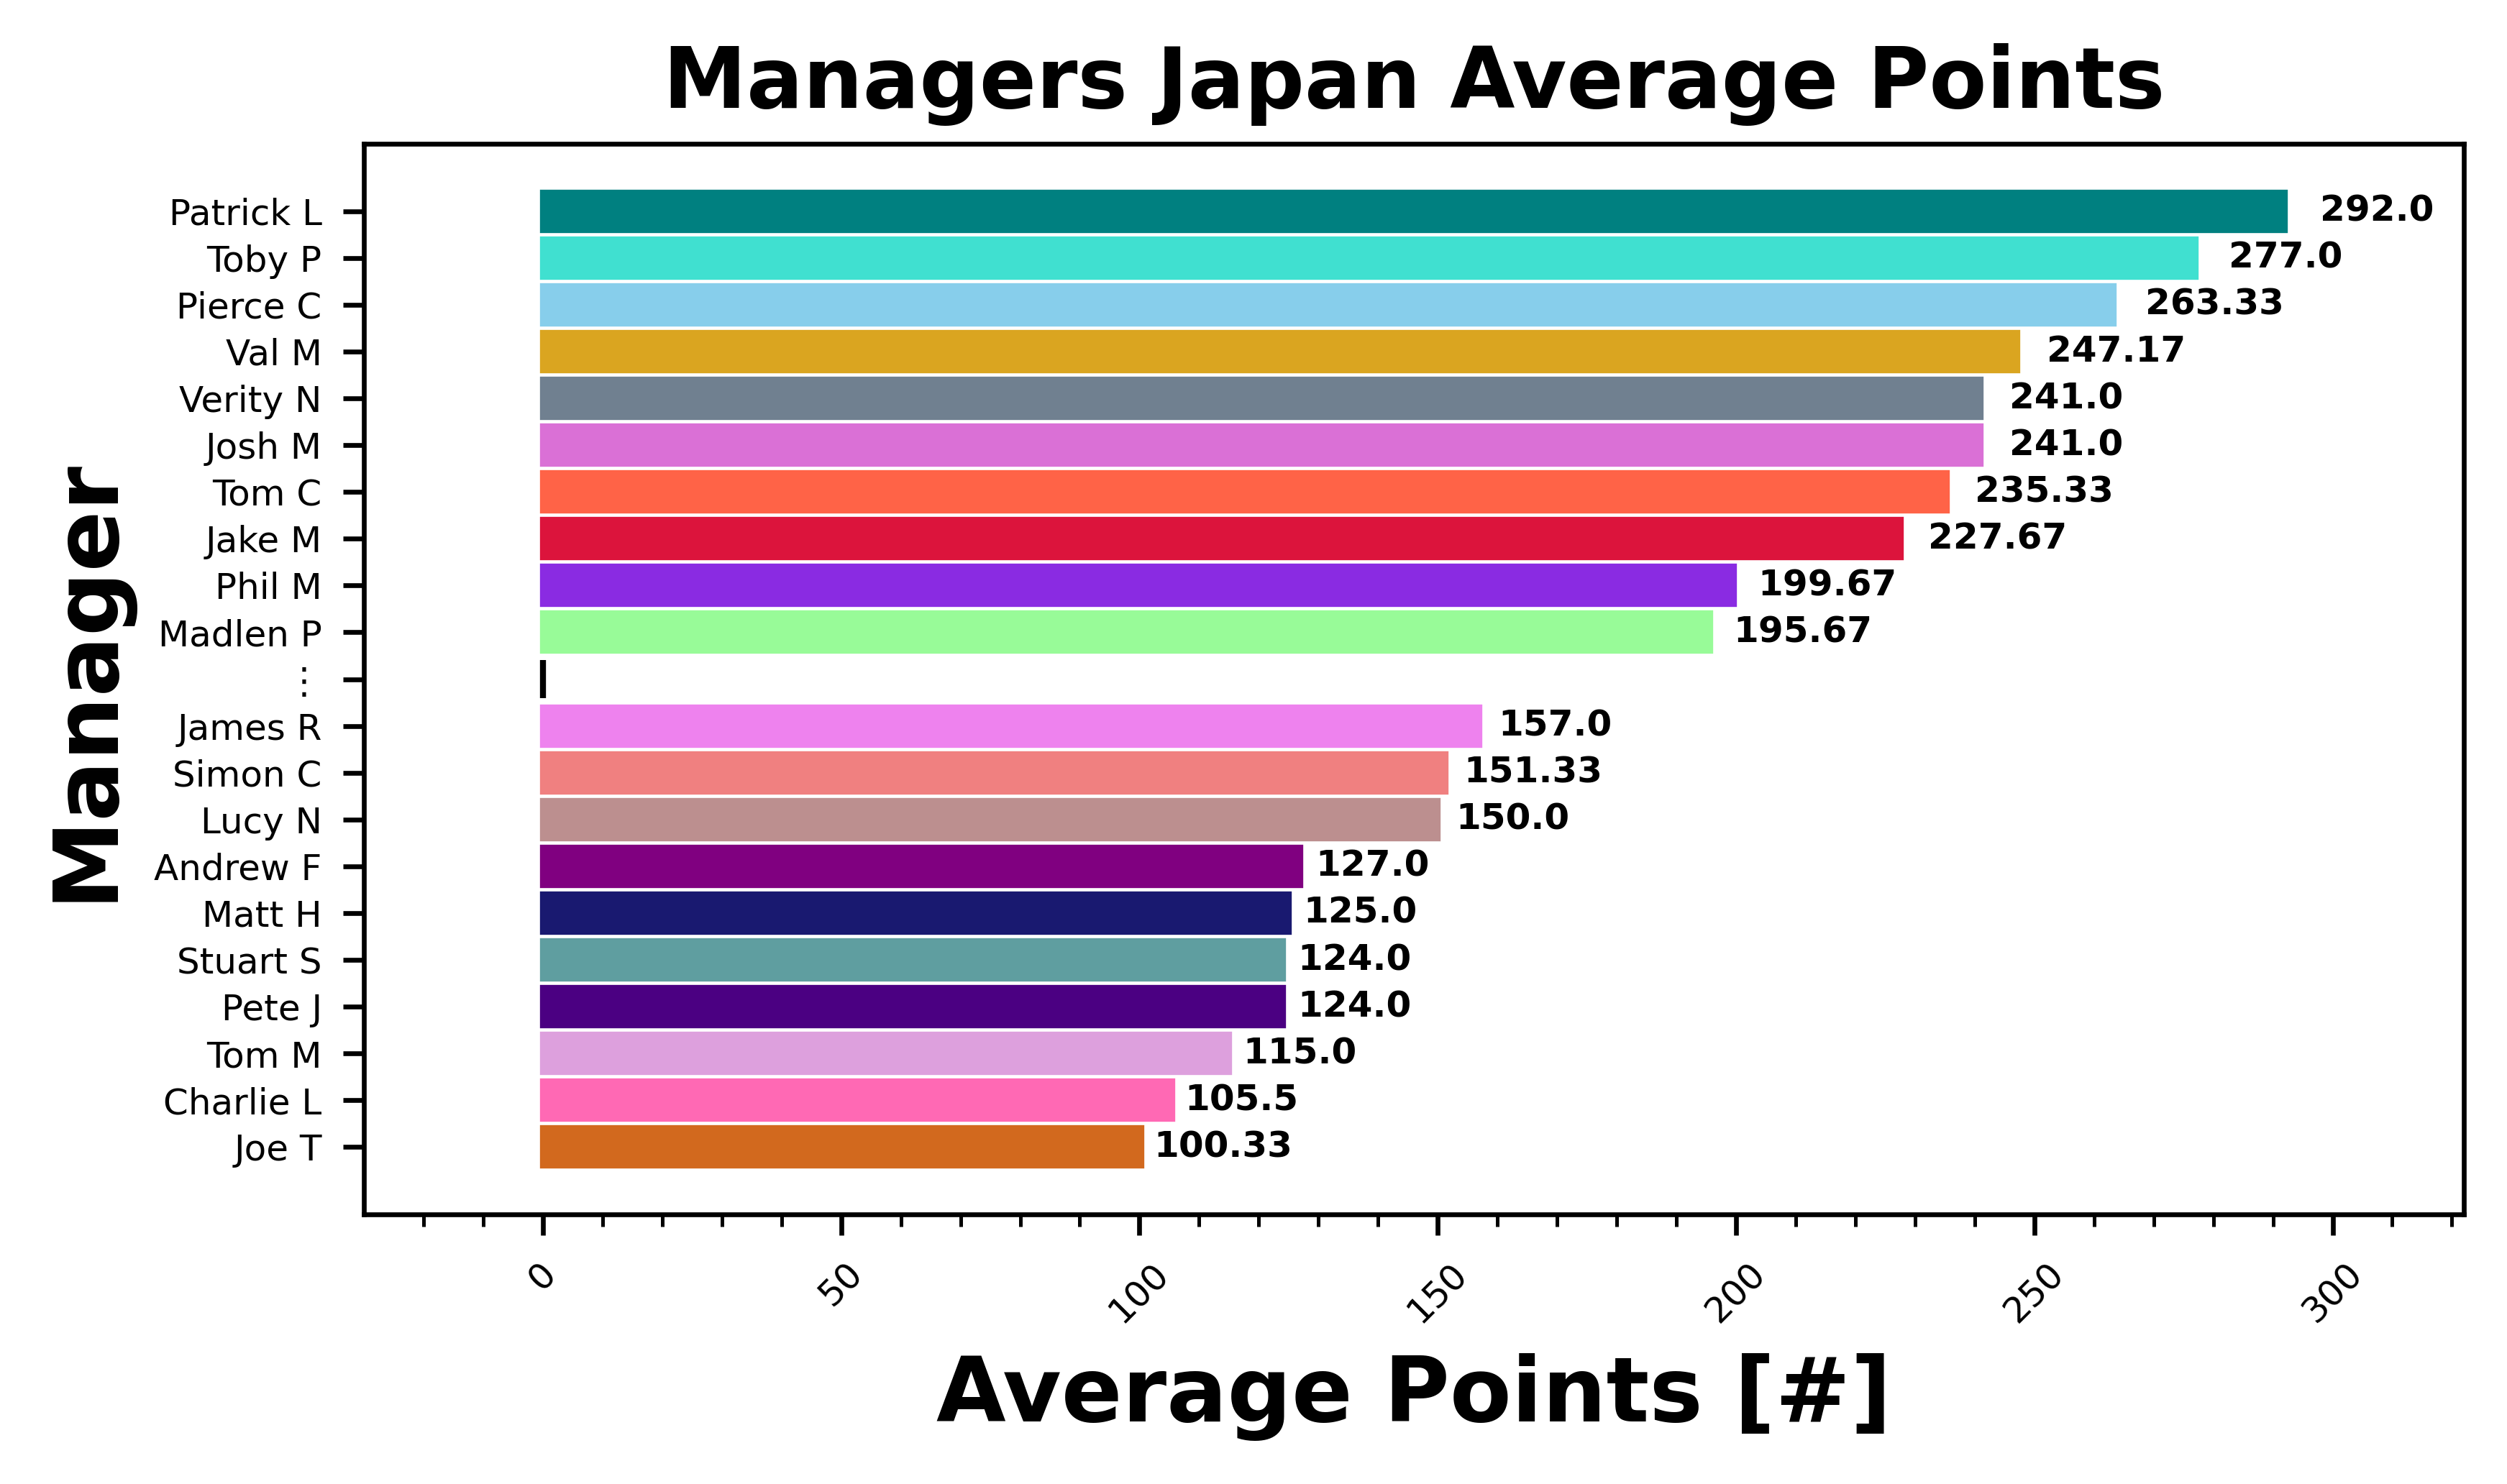 Managers Japan Average Points
Manager
Patrick L 292.0
Toby P 277.0
Pierce C 263.33
Val M 247.17
Verity N 241.0
Josh M 241.0
Tom C 235.33
Jake M 227.67
Phil M 199.67
Madlen P 195.67
⋮
James R 157.0
Simon C 151.33
Lucy N 150.0
Andrew F 127.0
Matt H 125.0
Stuart S 124.0
Pete J 124.0
Tom M 115.0
Charlie L 105.5
Joe T 100.33
0 50 100 150 200 250 300
Average Points [#]